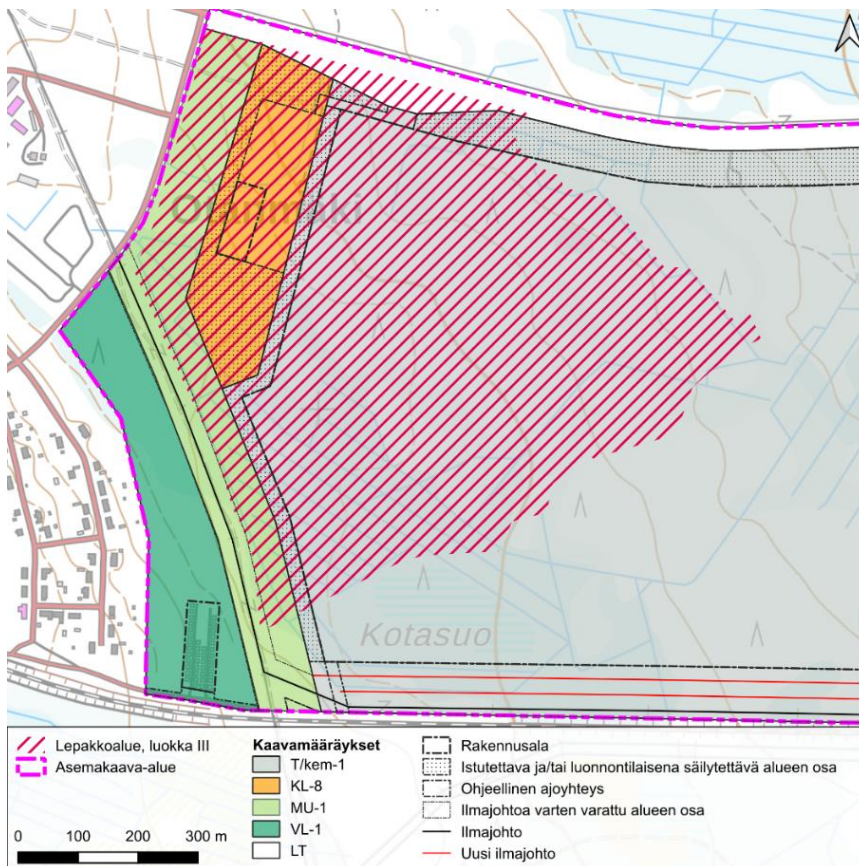 Otanmäki
Kotasuo
Lepakkoalue, luokka III
Asemakaava-alue
0 100 200 300 m
Kaavamääräykset
T/kem-1
KL-8
MU-1
VL-1
LT
Rakennusala
Istutettava ja/tai luonnontilaisena säilytettävä alueen osa
Ohjeellinen ajoyhteys
Ilmajohtoa varten varattu alueen osa
Ilmajohto
Uusi ilmajohto